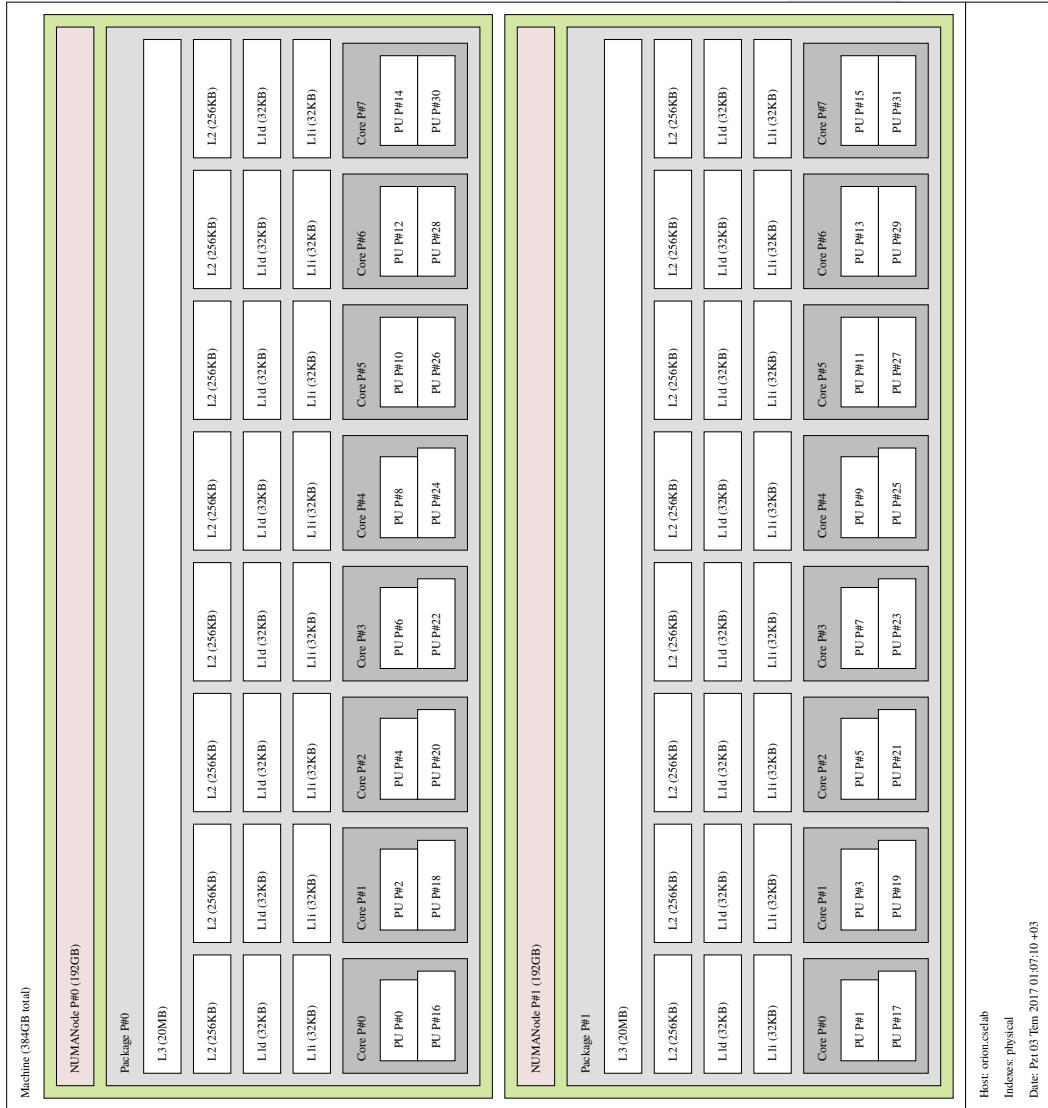 Machine (384GB total)
NUMANode P#0 (192GB)
Package P#0
L3 (20MB)
L2 (256KB) L2 (256KB) L2 (256KB) L2 (256KB) L2 (256KB) L2 (256KB) L2 (256KB) L2 (256KB)
L1d (32KB) L1d (32KB) L1d (32KB) L1d (32KB) L1d (32KB) L1d (32KB) L1d (32KB) L1d (32KB)
L1i (32KB) L1i (32KB) L1i (32KB) L1i (32KB) L1i (32KB) L1i (32KB) L1i (32KB) L1i (32KB)
Core P#0 Core P#1 Core P#2 Core P#3 Core P#4 Core P#5 Core P#6 Core P#7
PU P#0 PU P#2 PU P#4 PU P#6 PU P#8 PU P#10 PU P#12 PU P#14
PU P#16 PU P#18 PU P#20 PU P#22 PU P#24 PU P#26 PU P#28 PU P#30
NUMANode P#1 (192GB)
Package P#1
L3 (20MB)
L2 (256KB) L2 (256KB) L2 (256KB) L2 (256KB) L2 (256KB) L2 (256KB) L2 (256KB) L2 (256KB)
L1d (32KB) L1d (32KB) L1d (32KB) L1d (32KB) L1d (32KB) L1d (32KB) L1d (32KB) L1d (32KB)
L1i (32KB) L1i (32KB) L1i (32KB) L1i (32KB) L1i (32KB) L1i (32KB) L1i (32KB) L1i (32KB)
Core P#0 Core P#1 Core P#2 Core P#3 Core P#4 Core P#5 Core P#6 Core P#7
PU P#1 PU P#3 PU P#5 PU P#7 PU P#9 PU P#11 PU P#13 PU P#15
PU P#17 PU P#19 PU P#21 PU P#23 PU P#25 PU P#27 PU P#29 PU P#31
Host: orion.cselab
Indexes: physical
Date: Pzt 03 Tem 2017 01:07:10 +03